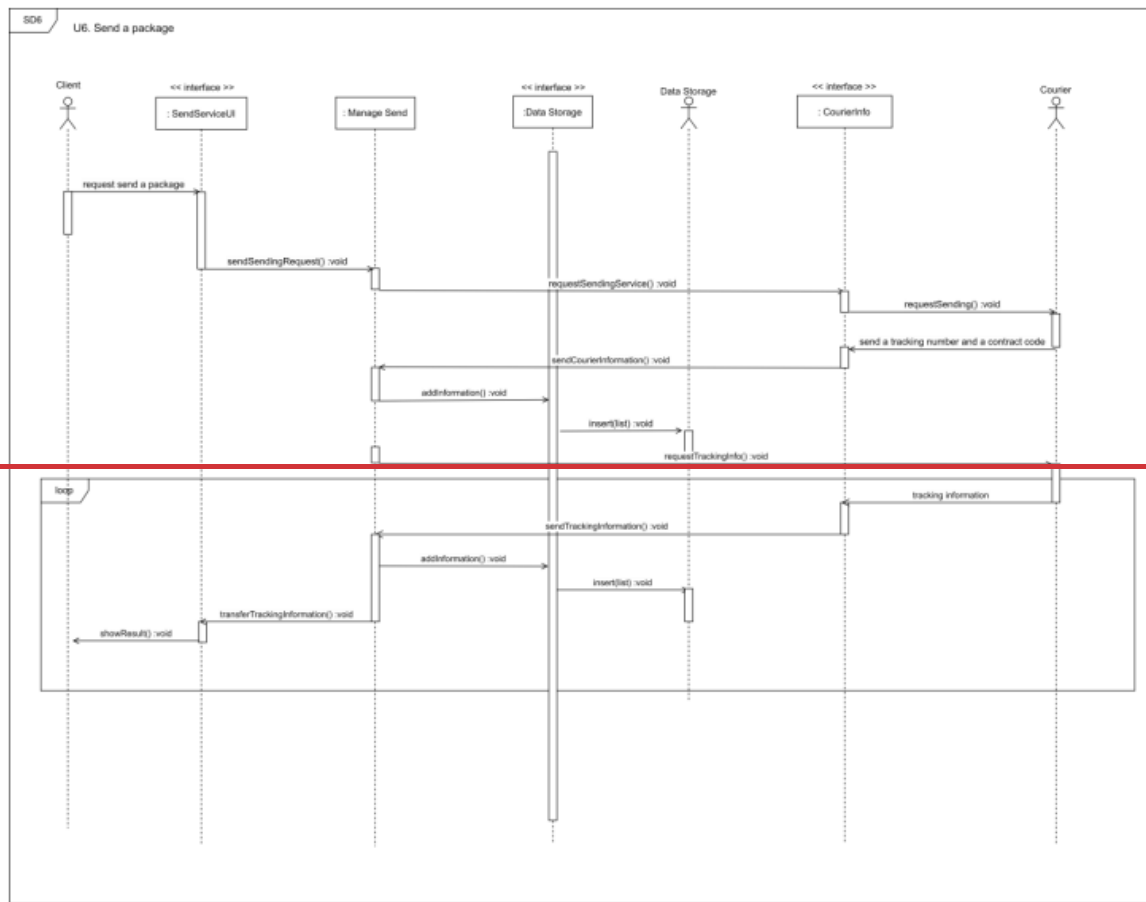 SD6
U6. Send a package
Client
<< interface >>
: SendServiceUI
: Manage Send
<< interface >>
:Data Storage
Data Storage
<< interface >>
: CourierInfo
Courier
request send a package
sendSendingRequest() :void
requestSendingService() :void
requestSending() :void
send a tracking number and a contract code
sendCourierInformation() :void
addInformation() :void
insert(list) :void
requestTrackingInfo() :void
loop
tracking information
sendTrackingInformation() :void
addInformation() :void
insert(list) :void
transferTrackingInformation() :void
showResult() :void